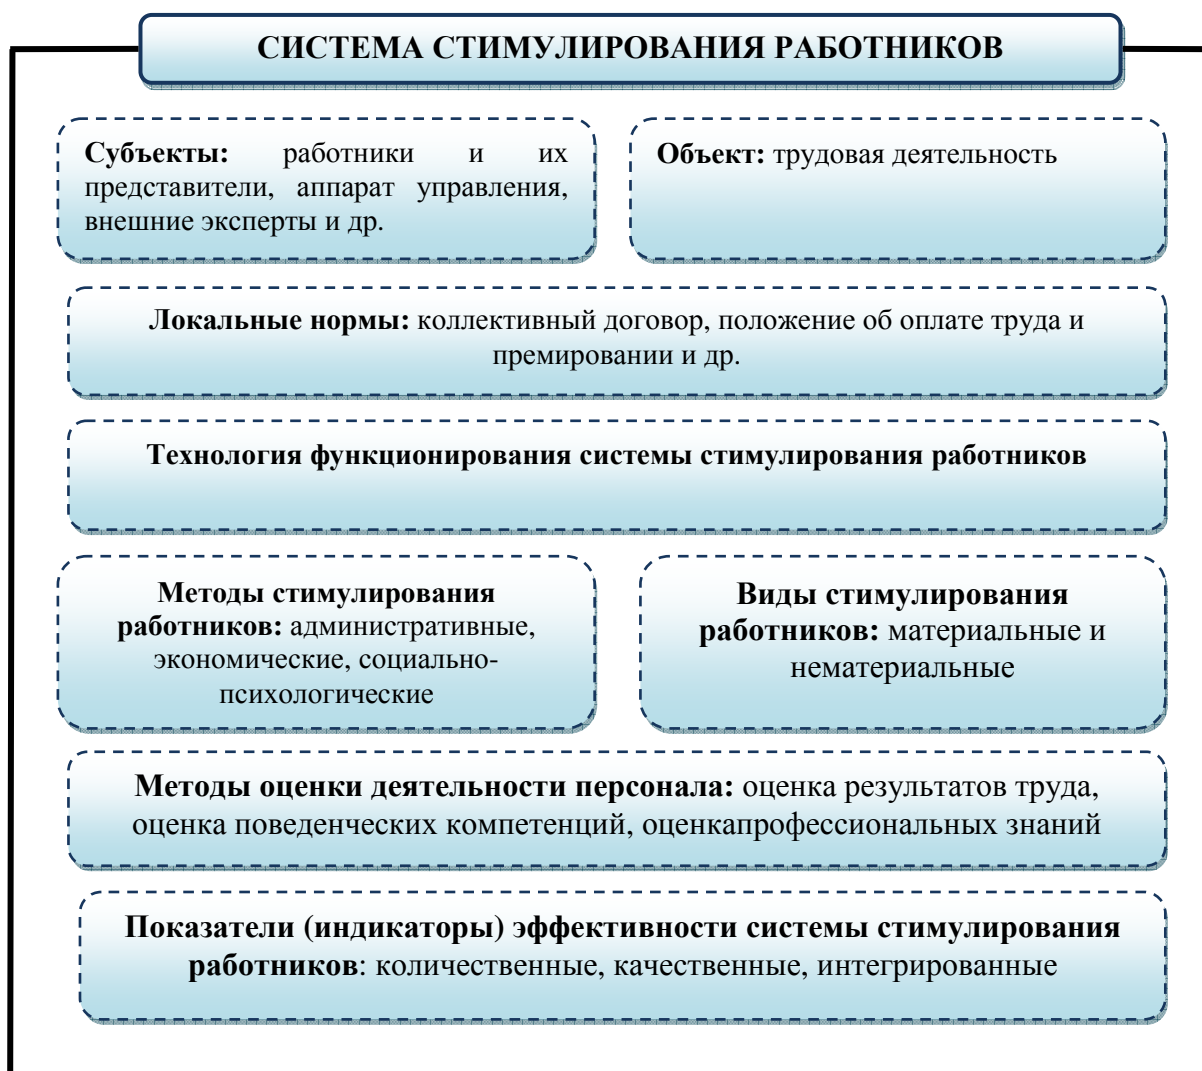 СИСТЕМА СТИМУЛИРОВАНИЯ РАБОТНИКОВ
Субъекты: работники и их
представители, аппарат управления,
внешние эксперты и др.
Объект: трудовая деятельность
Локальные нормы: коллективный договор, положение об оплате труда и
премировании и др.
Технология функционирования системы стимулирования работников
Методы стимулирования
работников: административные,
экономические, социально-
психологические
Виды стимулирования
работников: материальные и
нематериальные
Методы оценки деятельности персонала: оценка результатов труда,
оценка поведенческих компетенций, оценкапрофессиональных знаний
Показатели (индикаторы) эффективности системы стимулирования
работников: количественные, качественные, интегрированные